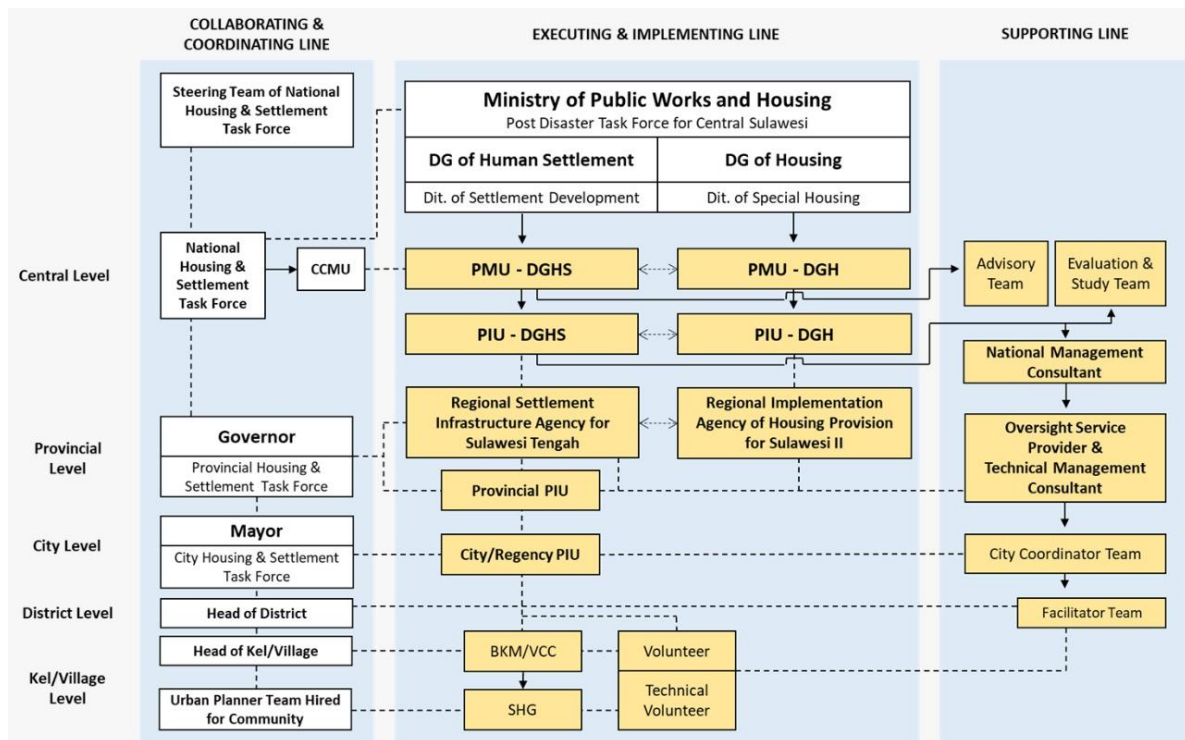 COLLABORATING &
COORDINATING LINE
EXECUTING & IMPLEMENTING LINE
SUPPORTING LINE
Steering Team of National
Housing & Settlement
Task Force
Ministry of Public Works and Housing
Post Disaster Task Force for Central Sulawesi
DG of Human Settlement
DG of Housing
Dit. of Settlement Development
Dit. of Special Housing
Central Level
National
Housing &
Settlement
Task Force
CCMU
PMU - DGHS
PMU - DGH
Advisory
Team
Evaluation &
Study Team
PIU - DGHS
PIU - DGH
National Management
Consultant
Provincial
Level
Governor
Provincial Housing &
Settlement Task Force
Regional Settlement
Infrastructure Agency for
Sulawesi Tengah
Regional Implementation
Agency of Housing Provision
for Sulawesi II
Provincial PIU
Oversight Service
Provider &
Technical Management
Consultant
City Level
Mayor
City Housing & Settlement
Task Force
City/Regency PIU
City Coordinator Team
District Level
Head of District
Facilitator Team
Kel/Village
Level
Head of Kel/Village
BKM/VCC
Volunteer
Urban Planner Team Hired
for Community
SHG
Technical
Volunteer